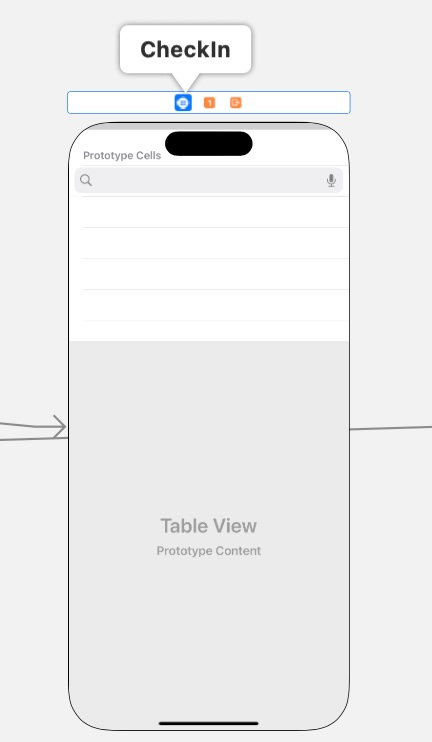 CheckIn
Prototype Cells
Table View
Prototype Content